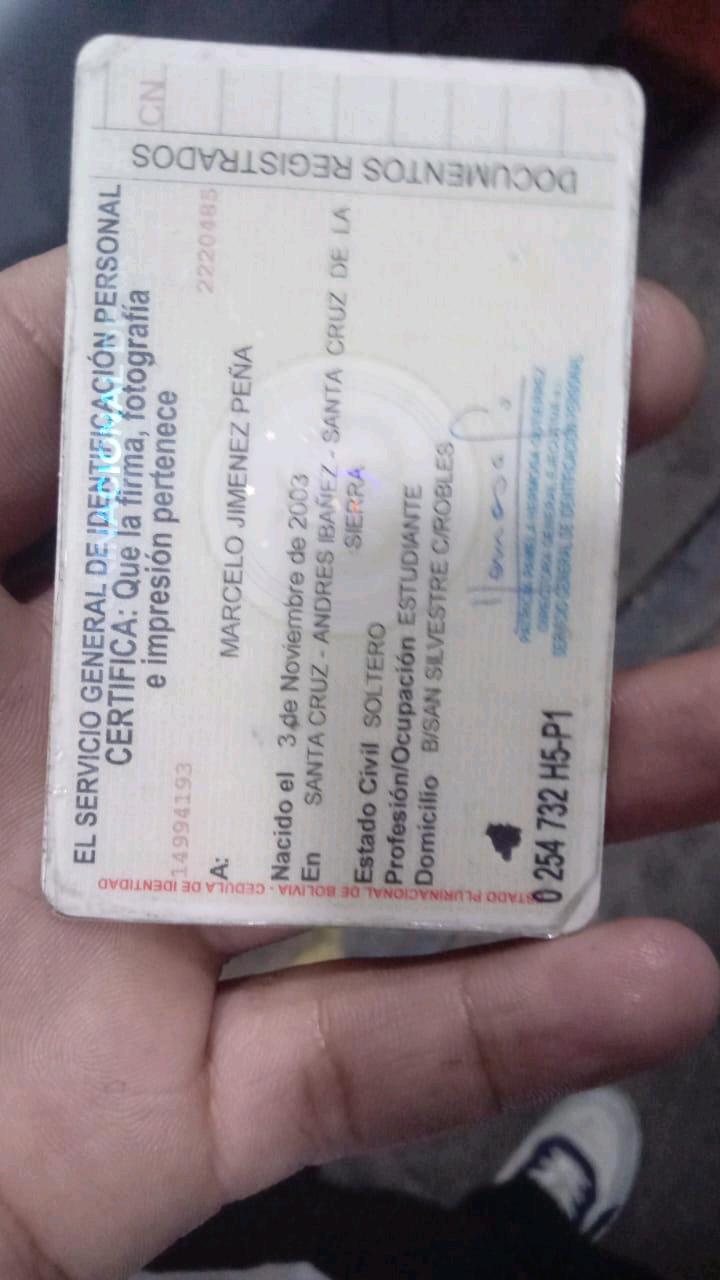 EL SERVICIO GENERAL DE IDENTIFICACIÓN PERSONAL
CERTIFICA: Que la firma, fotografía
e impresión pertenece
14994193
2220485
A: MARCELO JIMENEZ PEÑA
Nacido el 3 de Noviembre de 2003
En SANTA CRUZ - ANDRES IBAÑEZ - SANTA CRUZ DE LA
SIERRA
Estado Civil SOLTERO
Profesión/Ocupación ESTUDIANTE
Domicilio B/SAN SILVESTRE C/ROBLES
SERVICIO GENERAL DE IDENTIFICACIÓN PERSONAL
0 254 732 H5-P1
ESTADO PLURINACIONAL DE BOLIVIA - CEDULA DE IDENTIDAD
DOCUMENTOS REGISTRADOS
CN